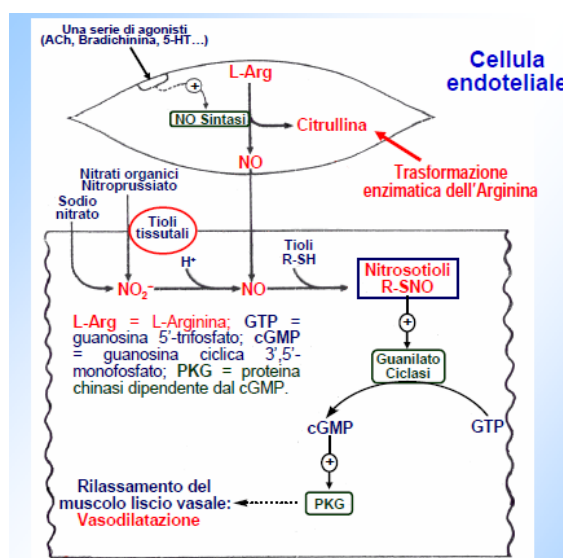 Una serie di agonisti
(ACh, Bradichinina, 5-HT...)
Cellula
endoteliale
L-Arg
+
NO Sintasi
Citrullina
NO
Trasformazione
enzimatica dell'Arginina
Nitrati organici
Nitroprussiato
Sodio
nitrato
Tioli
tissutali
H+
Tioli
R-SH
NO2-
NO
Nitrosotioli
R-SNO
L-Arg = L-Arginina; GTP =
guanosina 5'-trifosfato; cGMP
= guanosina ciclica 3',5'-
monofosfato; PKG = proteina
chinasi dipendente dal cGMP.
+
Guanilato
Ciclasi
cGMP
GTP
+
Rilassamento del
muscolo liscio vasale:
Vasodilatazione
PKG